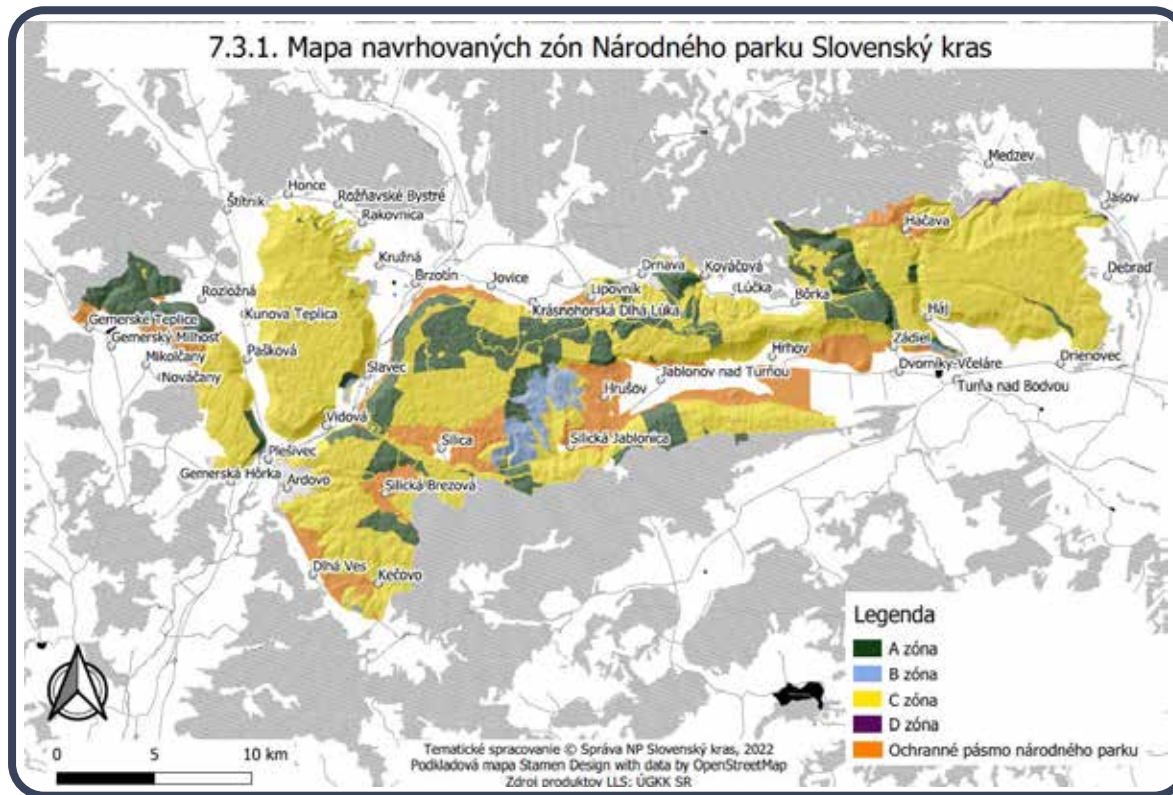 7.3.1. Mapa navrhovaných zón Národného parku Slovenský kras
Medzev
Honce
Štítnik
Rožňavské Bystré
Rakovnica
Jasov
Hačava
Kružná
Brzotín
Jovice
Drnava
Kováčová
Debraď
Rozložná
Lipovník
Lúčka
Bôrka
Krásnohorská Dlhá Lúka
Gemerské Teplice
Kunova Teplica
Háj
Gemerský Milhosť
Mikolčany
Pašková
Zádiel
Hrhov
Drienovec
Nováčany
Slavec
Jablonov nad Turňou
Dvorníky-Včeláre
Turňa nad Bodvou
Hrušov
Vidová
Silica
Silická Jablonica
Plešivec
Gemerská Hôrka
Ardovo
Silická Brezová
Dlhá Ves
Kečovo
Legenda
A zóna
B zóna
C zóna
D zóna
Ochranné pásmo národného parku
0 5 10 km
Tematické spracovanie © Správa NP Slovenský kras, 2022
Podkladová mapa Stamen Design with data by OpenStreetMap
Zdroj produktov LLS: ÚGKK SR